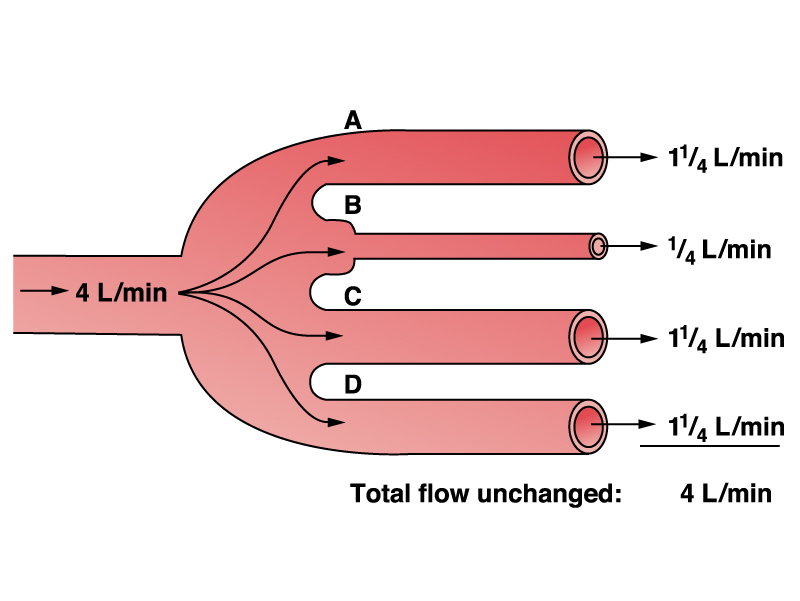 A
1 1/4 L/min
B
1/4 L/min
4 L/min
C
1 1/4 L/min
D
1 1/4 L/min
Total flow unchanged: 4 L/min